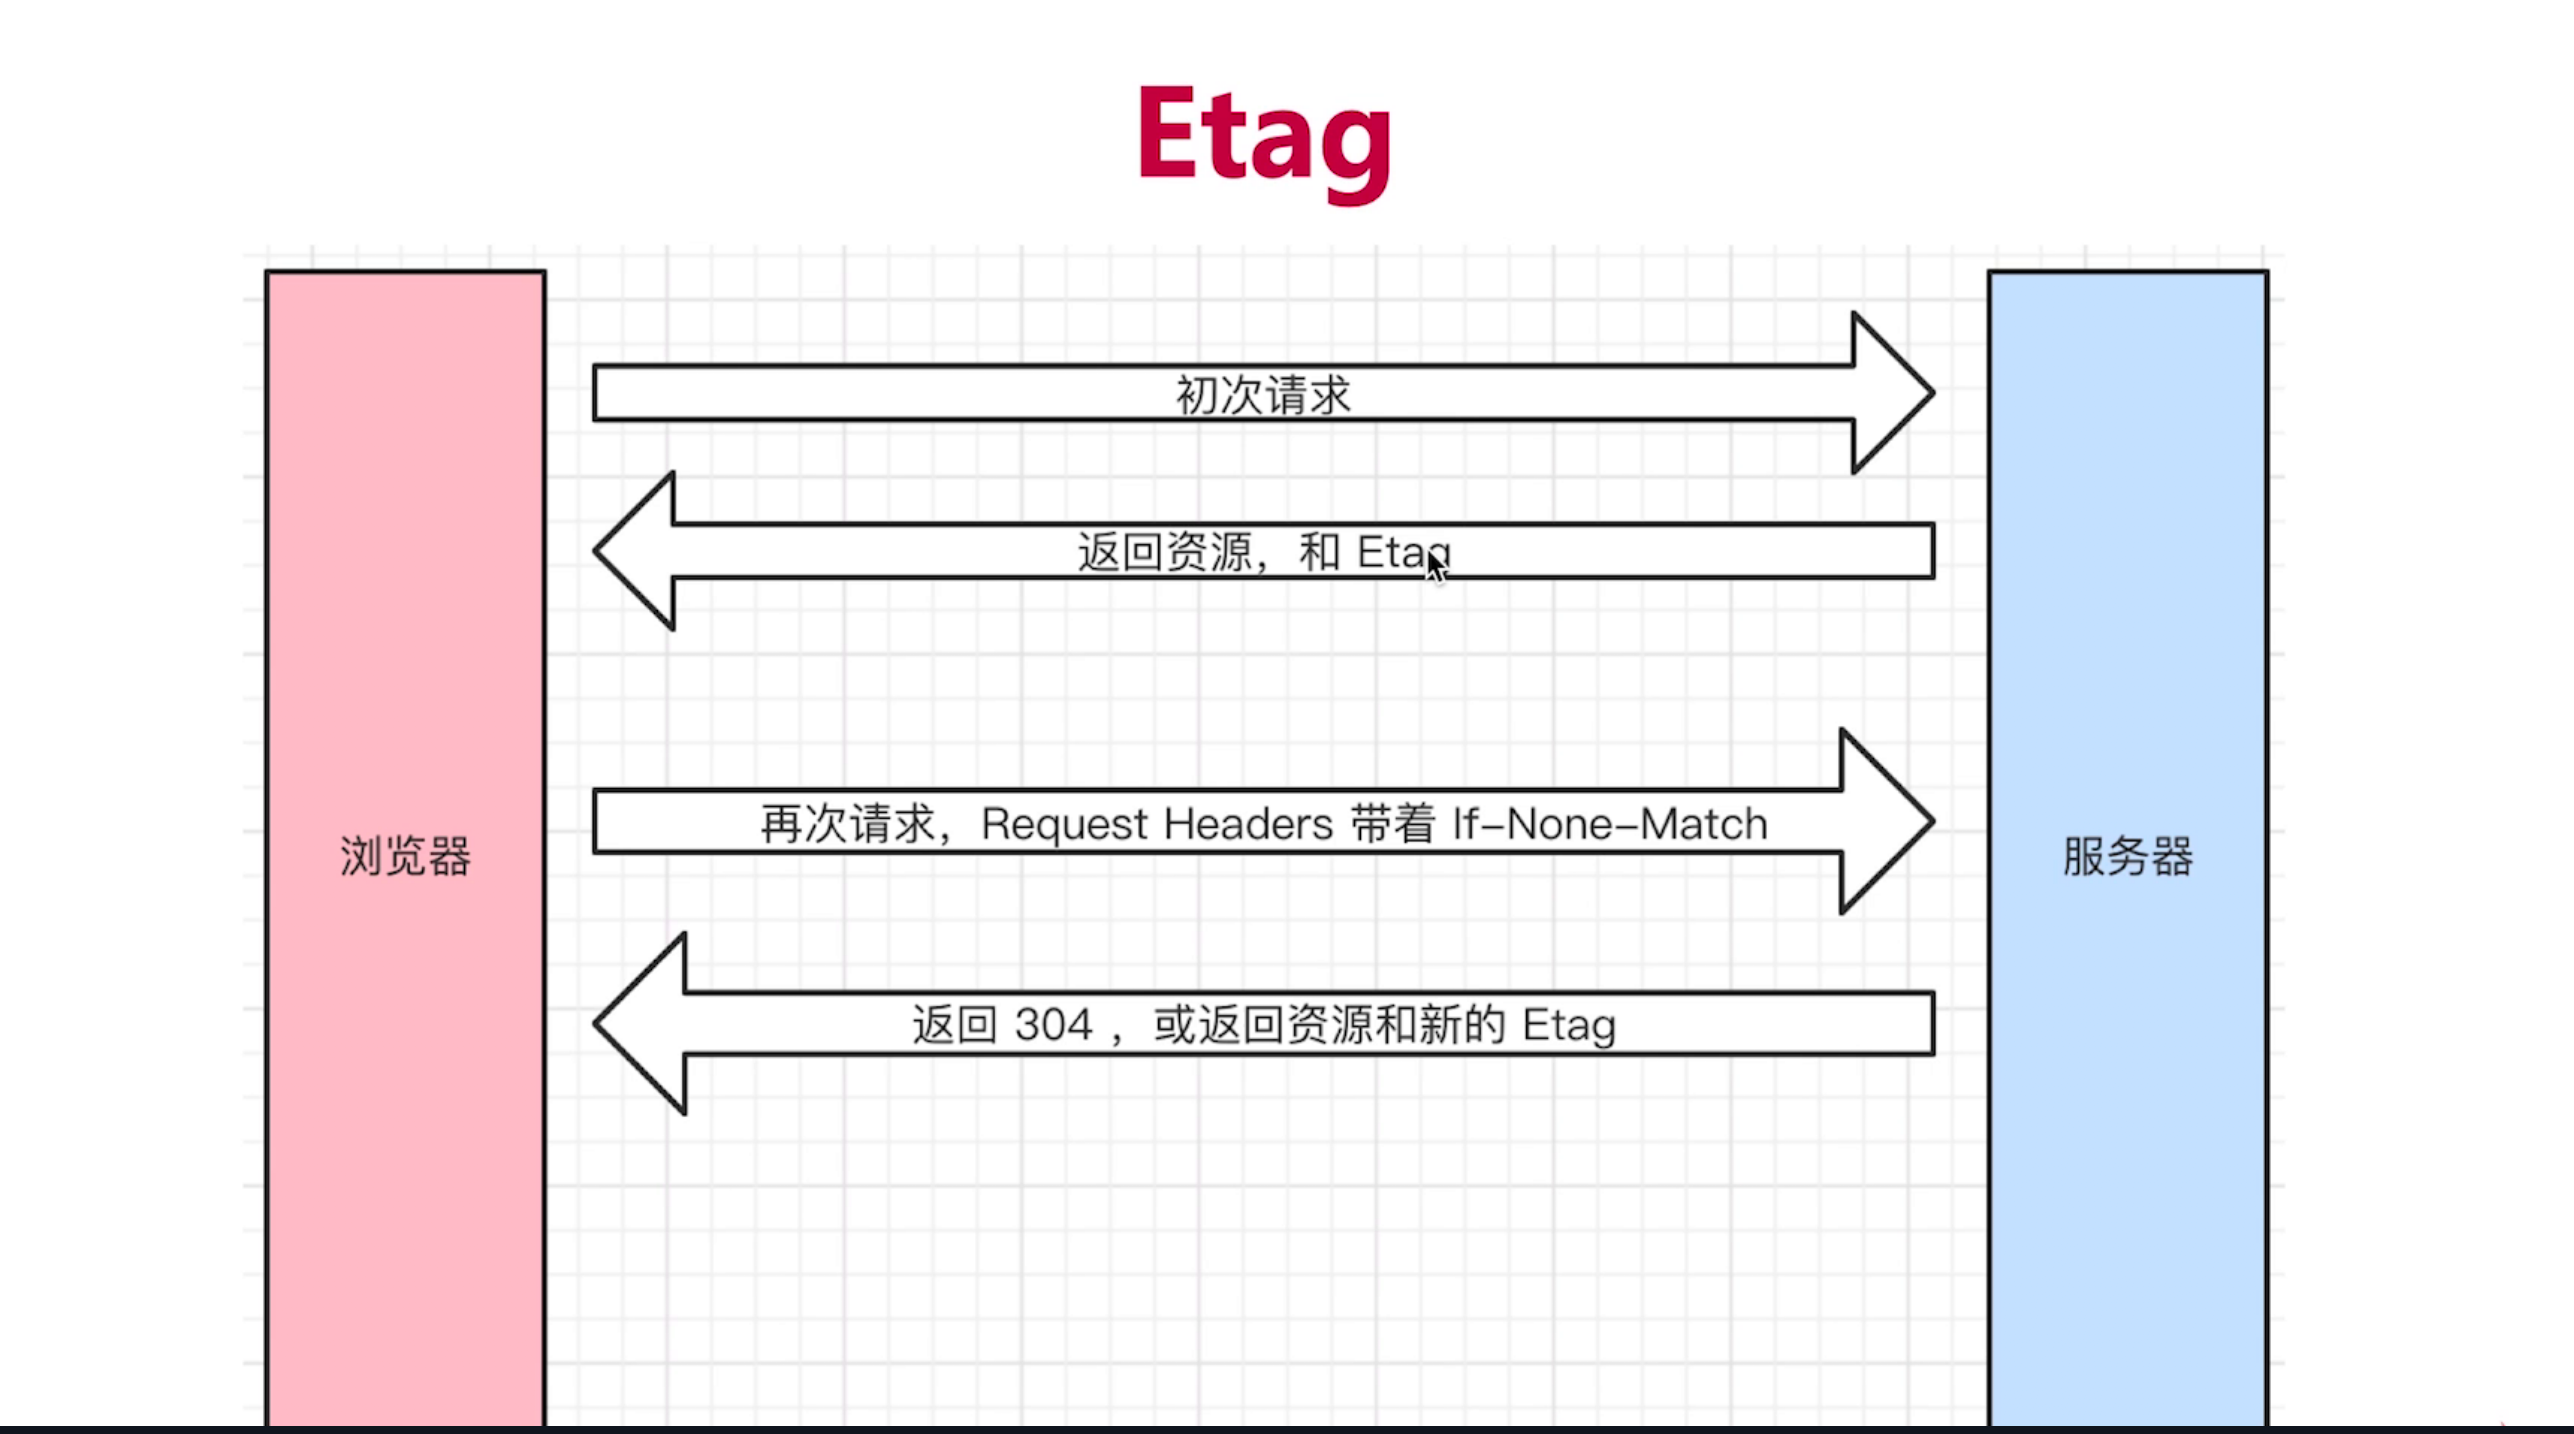 Etag
初次请求
返回资源，和 Etag
浏览器
再次请求，Request Headers 带着 If-None-Match
服务器
返回 304 ，或返回资源和新的 Etag